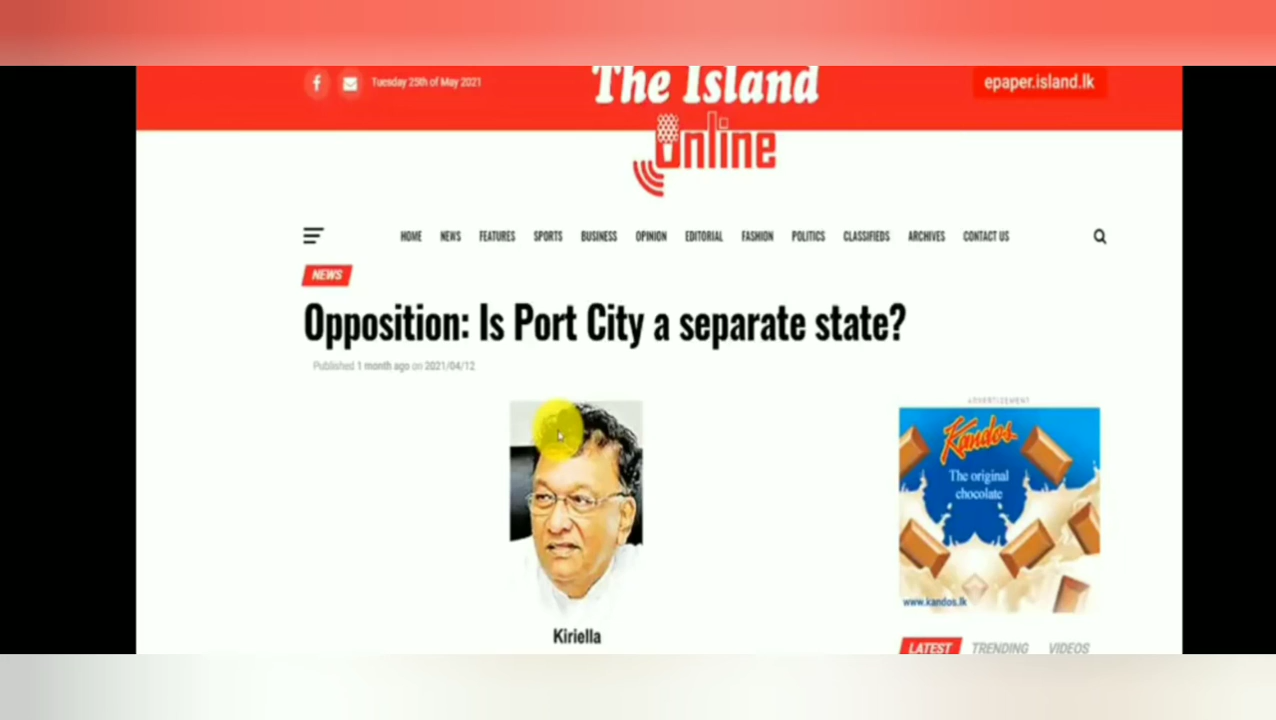 Tuesday 25th of May 2021
The Island
online
epaper.island.lk
HOME NEWS FEATURES SPORTS BUSINESS OPINION EDITORIAL FASHION POLITICS CLASSIFIEDS ARCHIVES CONTACT US
NEWS
Opposition: Is Port City a separate state?
Published 1 month ago on 2021/04/12
Kiriella
ADVERTIZEMENT
Kandos
The original
chocolate
www.kandos.lk
LATEST TRENDING VIDEOS